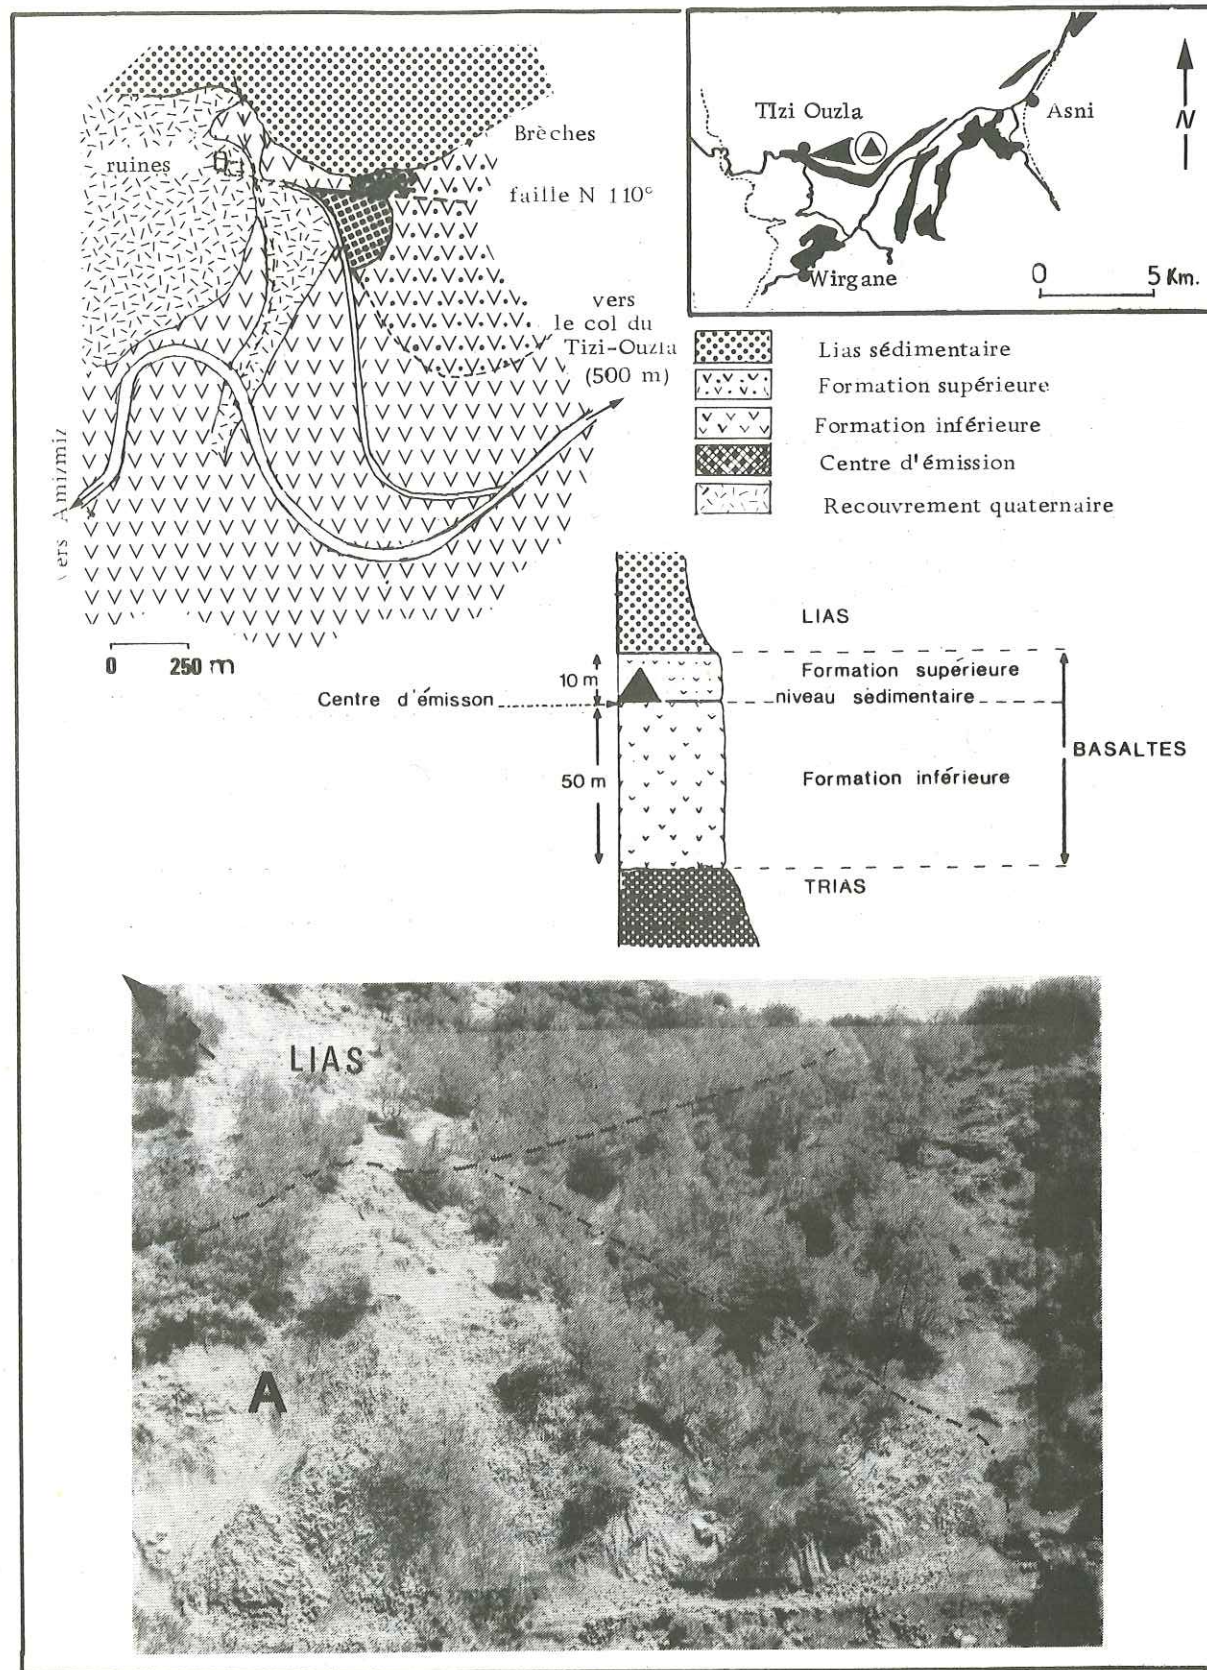 Brèches
ruines
faille N 110°
vers
le col du
Tizi-Ouzla
(500 m)
vers Amizmiz
0 250 m
TIzi Ouzla
Asni
N
Wirgane
0 5 Km.
Lias sédimentaire
Formation supérieure
Formation inférieure
Centre d'émission
Recouvrement quaternaire
LIAS
10 m
Formation supérieure
Centre d'émisson
niveau sédimentaire
BASALTES
50 m
Formation inférieure
TRIAS
LIAS
A